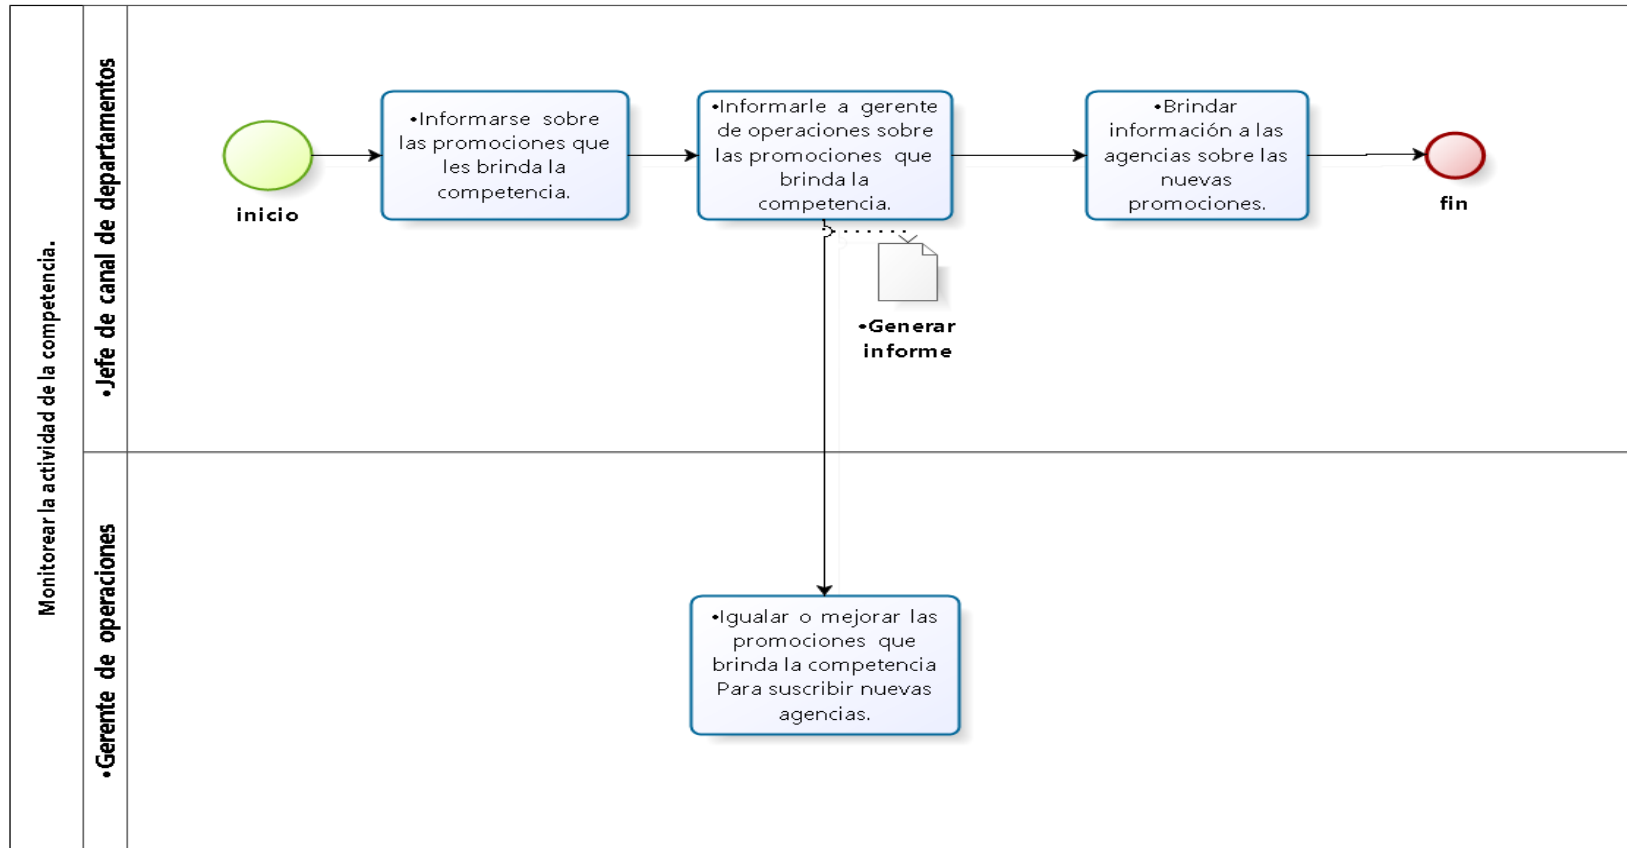 Monitorear la actividad de la competencia.
•Jefe de canal de departamentos
inicio
•Informarse sobre
las promociones que
les brinda la
competencia.
•Informarle a gerente
de operaciones sobre
las promociones que
brinda la
competencia.
•Generar
informe
•Brindar
información a las
agencias sobre las
nuevas
promociones.
fin
•Gerente de operaciones
•Igualar o mejorar las
promociones que
brinda la competencia
Para suscribir nuevas
agencias.